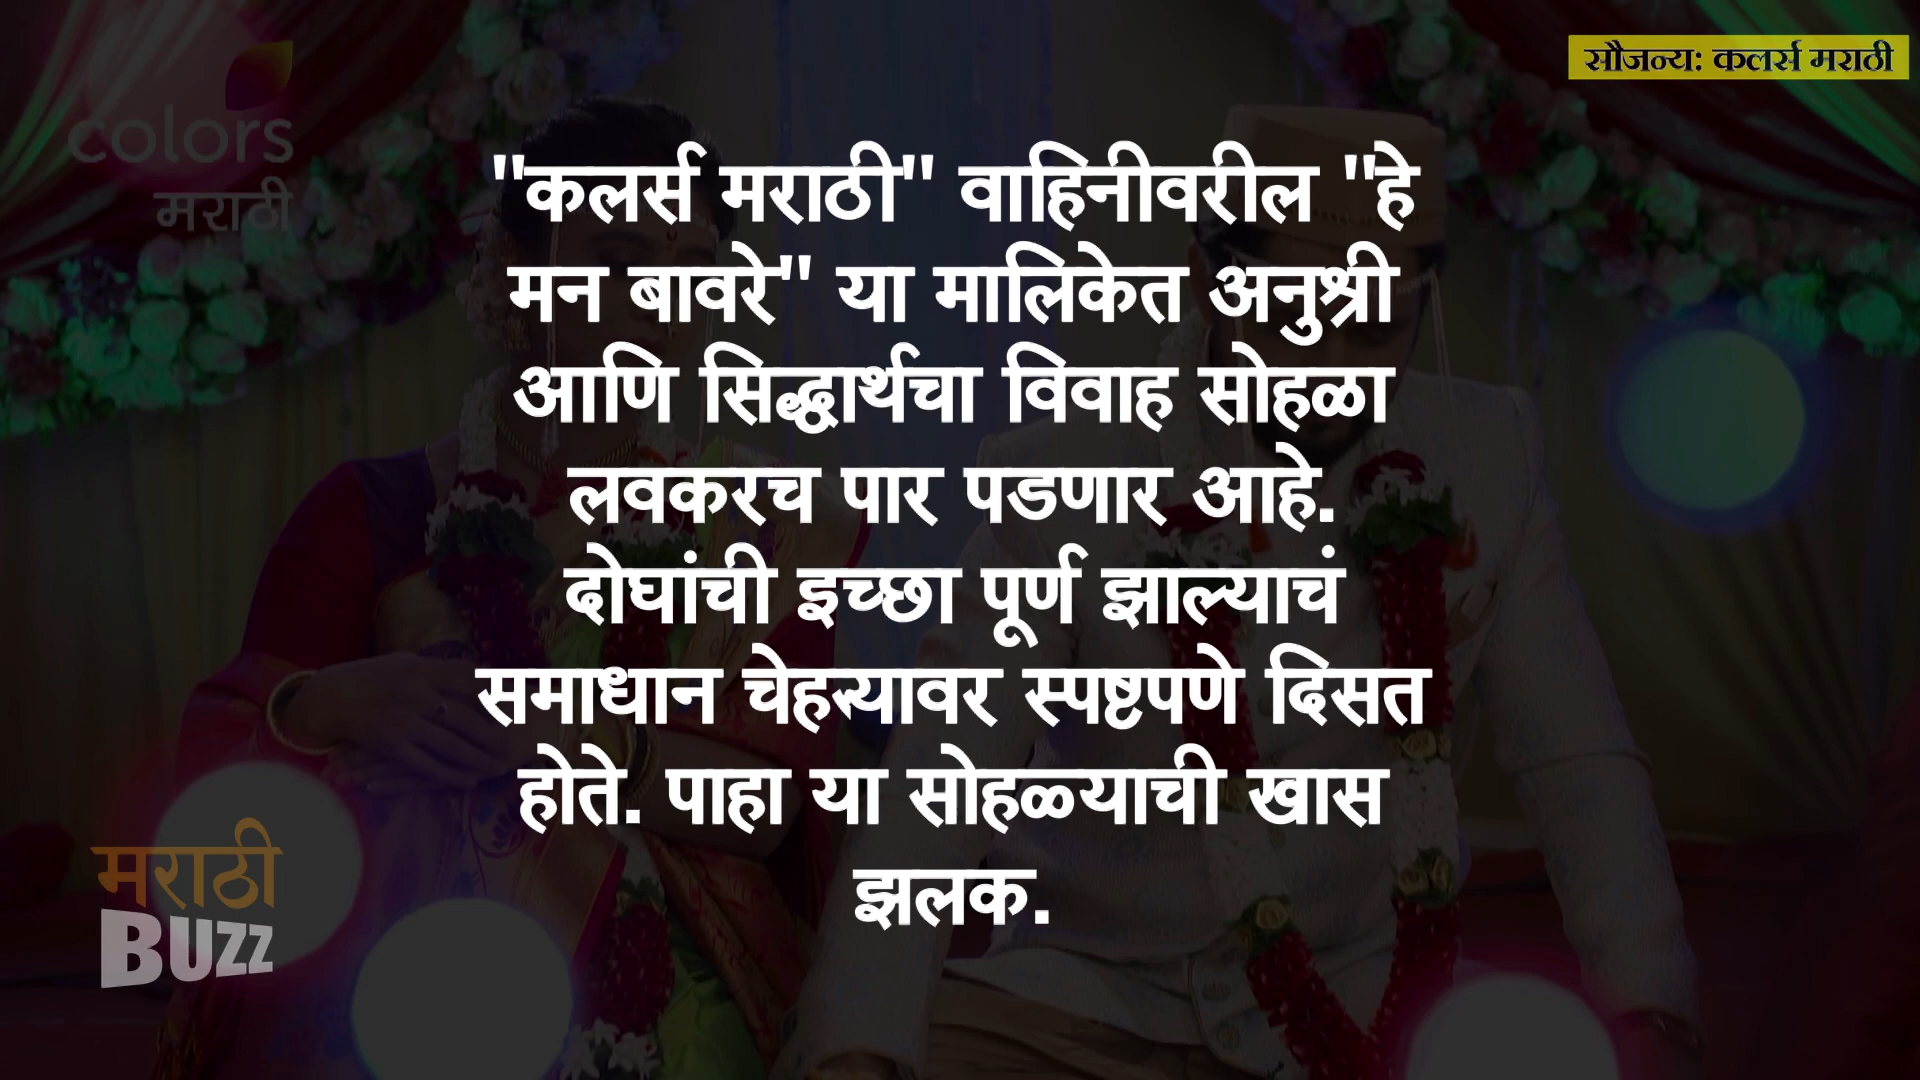 colors
मराठी
सौजन्य: कलर्स मराठी
"कलर्स मराठी" वाहिनीवरील "हे
मन बावरे" या मालिकेत अनुश्री
आणि सिद्धार्थचा विवाह सोहळा
लवकरच पार पडणार आहे.
दोघांची इच्छा पूर्ण झाल्याचं
समाधान चेहऱ्यावर स्पष्टपणे दिसत
होते. पाहा या सोहळ्याची खास
झलक.
मराठी
BUZZ